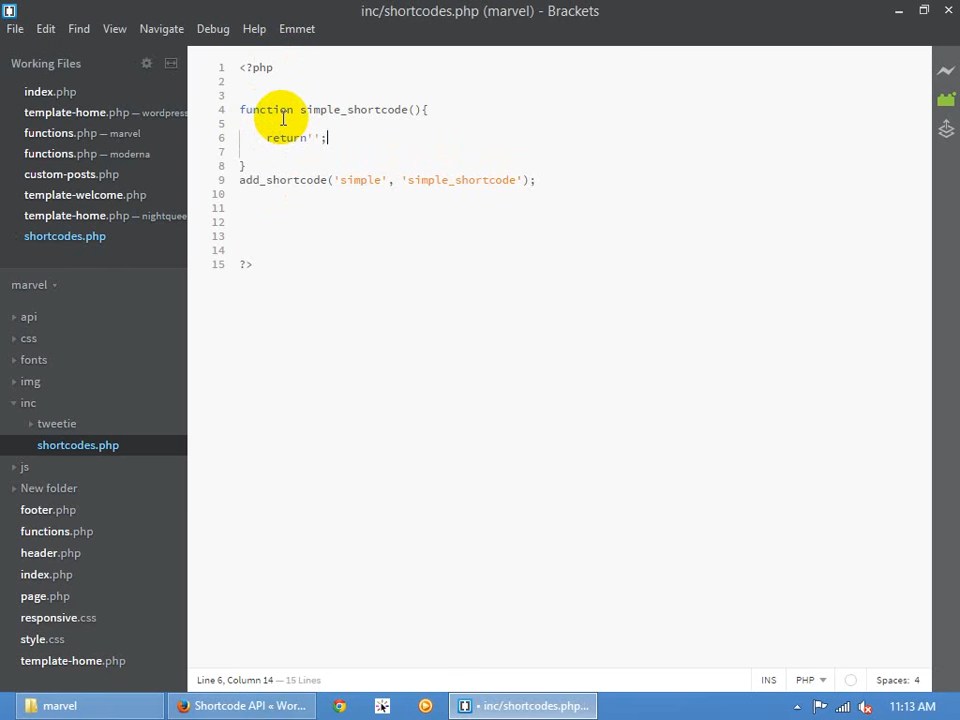 inc/shortcodes.php (marvel) - Brackets
File Edit Find View Navigate Debug Help Emmet
Working Files
index.php
template-home.php — wordpress
functions.php — marvel
functions.php — moderna
custom-posts.php
template-welcome.php
template-home.php — nightquee
shortcodes.php
marvel
api
css
fonts
img
inc
tweetie
shortcodes.php
js
New folder
footer.php
functions.php
header.php
index.php
page.php
responsive.css
style.css
template-home.php
1 <?php
2
3
4 function simple_shortcode(){
5
6 return'';
7
8 }
9 add_shortcode('simple', 'simple_shortcode');
10
11
12
13
14
15 ?>
Line 6, Column 14 — 15 Lines
INS PHP Spaces: 4
marvel
Shortcode API « Wor...
• inc/shortcodes.php...
11:13 AM